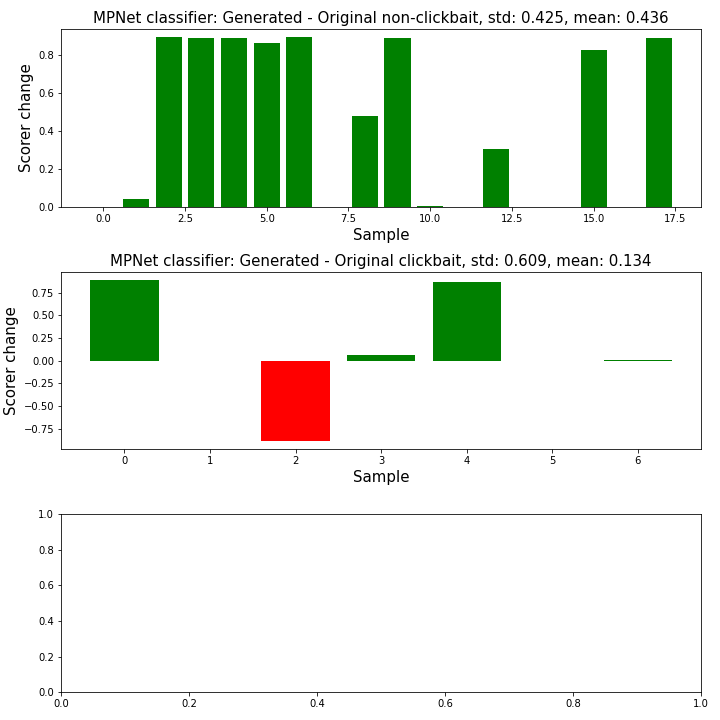 MPNet classifier: Generated - Original non-clickbait, std: 0.425, mean: 0.436
Scorer change
0.8
0.6
0.4
0.2
0.0
0.0 2.5 5.0 7.5 10.0 12.5 15.0 17.5
Sample
MPNet classifier: Generated - Original clickbait, std: 0.609, mean: 0.134
Scorer change
0.75
0.50
0.25
0.00
−0.25
−0.50
−0.75
0 1 2 3 4 5 6
Sample
1.0
0.8
0.6
0.4
0.2
0.0
0.0 0.2 0.4 0.6 0.8 1.0